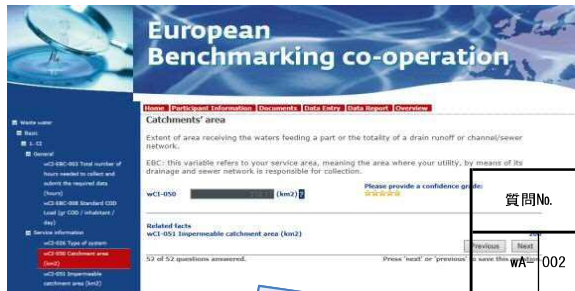 European
Benchmarking co-operation
Home Participant Information Documents Data Entry Data Report Overview
Waste water
Basic
1. CI
General
wCI-EBC-003 Total number of
hours needed to collect and
submit the required data
(hours)
wCI-EBC-008 Standard COD
Load (gr COD / inhabitant /
day)
Service information
wCI-036 Type of system
wCI-050 Catchment area
(km2)
wCI-051 Impermeable
catchment area (km2)
Catchments' area
Extent of area receiving the waters feeding a part or the totality of a drain runoff or channel/sewer
network.
EBC: this variable refers to your service area, meaning the area where your utility, by means of its
drainage and sewer network is responsible for collection.
wCI-050 (km2) ?
Please provide a confidence grade:
Related facts
wCI-051 Impermeable catchment area (km2)
Previous Next
52 of 52 questions answered.
Press 'next' or 'previous' to save this
質問No.
wA- 002